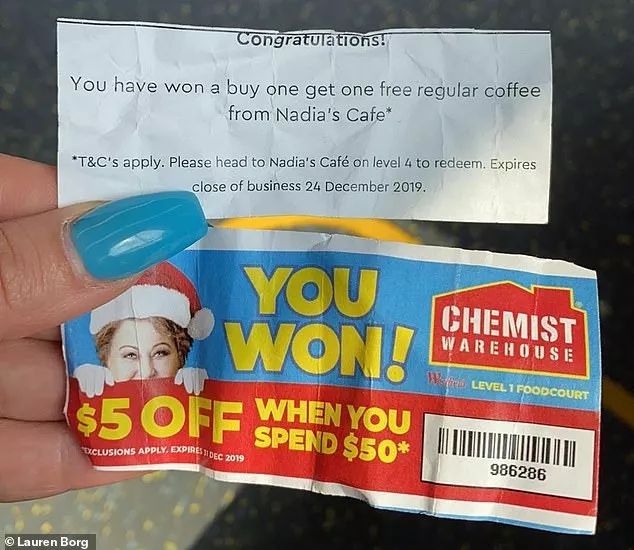 Congratulations!
You have won a buy one get one free regular coffee
from Nadia's Cafe*
*T&C's apply. Please head to Nadia's Café on level 4 to redeem. Expires
close of business 24 December 2019.
YOU
WON!
CHEMIST
WAREHOUSE
Westfield LEVEL 1 FOODCOURT
$5 OFF WHEN YOU
SPEND $50*
*EXCLUSIONS APPLY. EXPIRES 31 DEC 2019
986286
© Lauren Borg